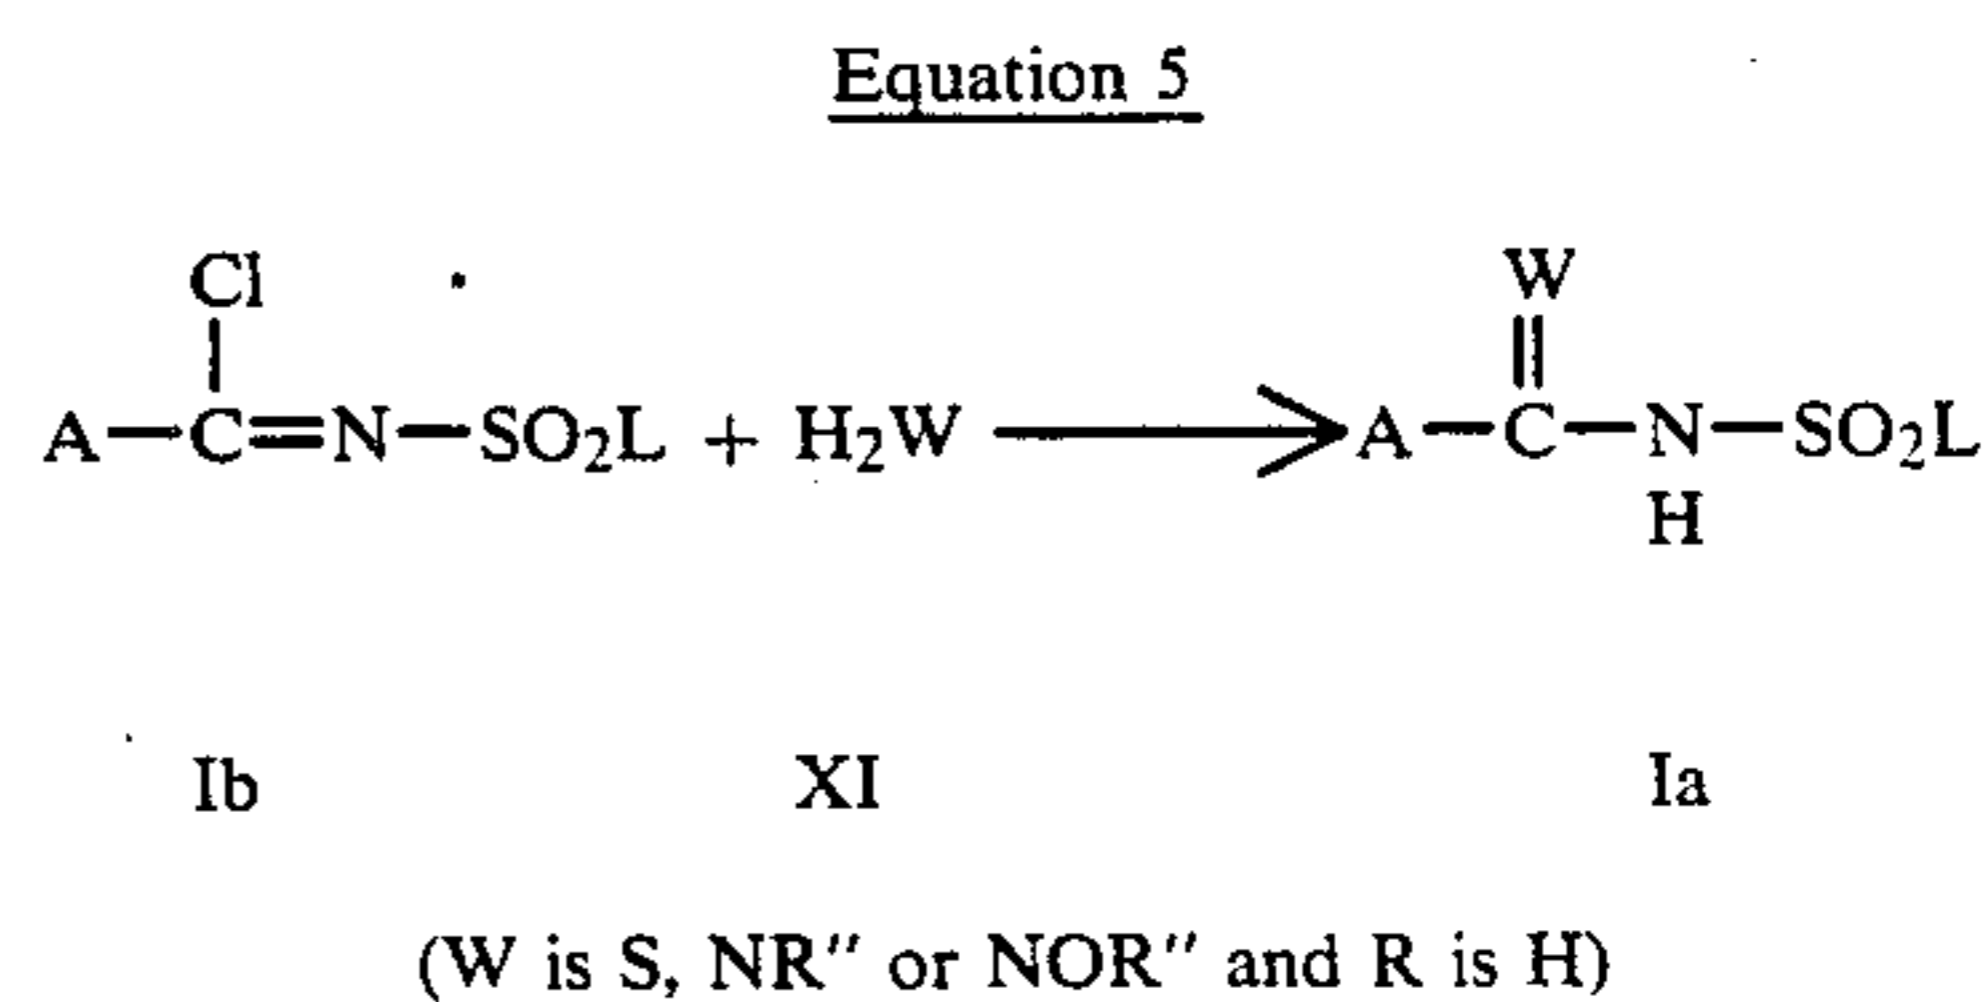 Equation 5
Cl W
A—C=N—SO2L + H2W ⟶ A—C—N—SO2L
H
Ib XI Ia
(W is S, NR″ or NOR″ and R is H)